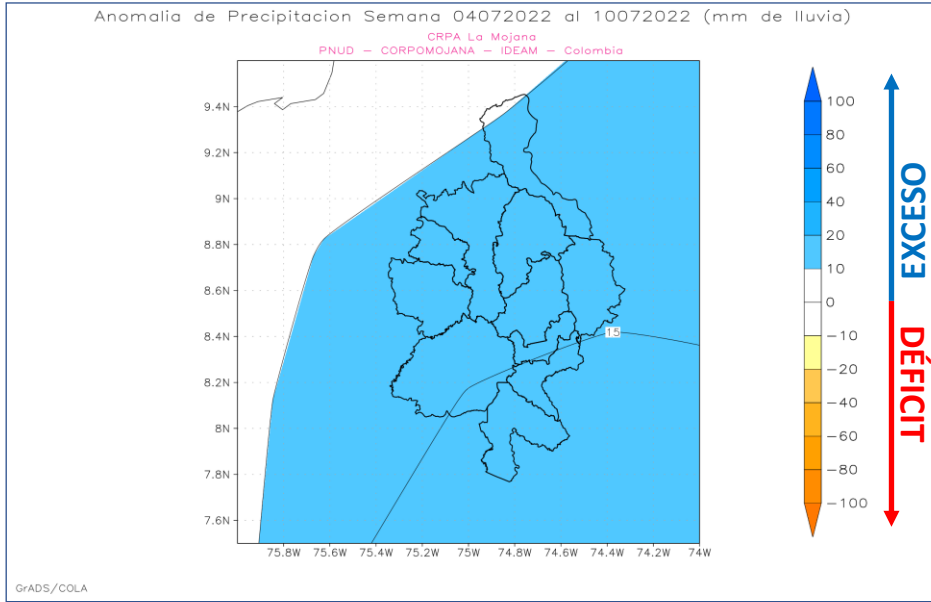 Anomalia de Precipitacion Semana 04072022 al 10072022 (mm de lluvia)
CRPA La Mojana
PNUD – CORPOMOJANA – IDEAM – Colombia
9.4N
9.2N
9N
8.8N
8.6N
8.4N
8.2N
8N
7.8N
7.6N
75.8W 75.6W 75.4W 75.2W 75W 74.8W 74.6W 74.4W 74.2W 74W
15
100
80
60
40
20
10
0
−10
−20
−40
−60
−80
−100
EXCESO
DÉFICIT
GrADS/COLA